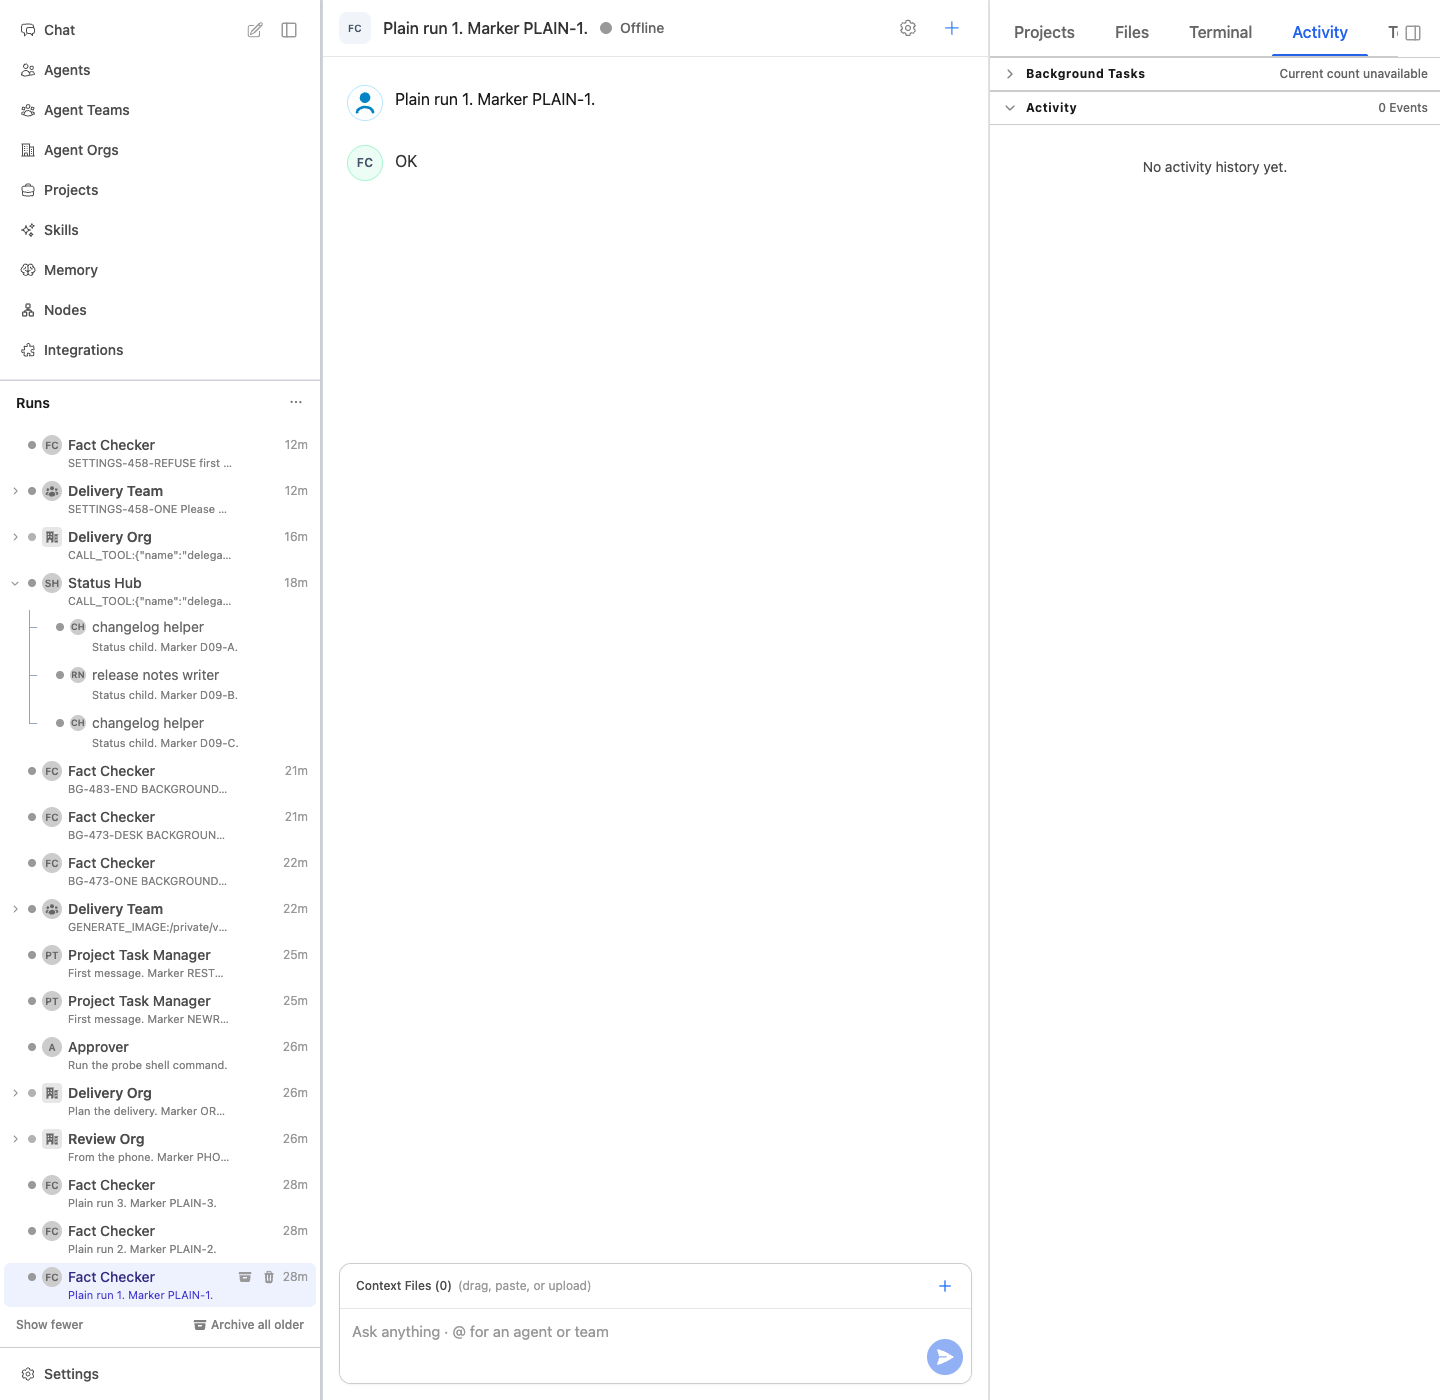 Chat
Agents
Agent Teams
Agent Orgs
Projects
Skills
Memory
Nodes
Integrations
Runs
FC Fact Checker 12m
SETTINGS-458-REFUSE first ...
Delivery Team 12m
SETTINGS-458-ONE Please ...
Delivery Org 16m
CALL_TOOL:{"name":"delega...
SH Status Hub 18m
CALL_TOOL:{"name":"delega...
CH changelog helper
Status child. Marker D09-A.
RN release notes writer
Status child. Marker D09-B.
CH changelog helper
Status child. Marker D09-C.
FC Fact Checker 21m
BG-483-END BACKGROUND...
FC Fact Checker 21m
BG-473-DESK BACKGROUN...
FC Fact Checker 22m
BG-473-ONE BACKGROUND...
Delivery Team 22m
GENERATE_IMAGE:/private/v...
PT Project Task Manager 25m
First message. Marker REST...
PT Project Task Manager 25m
First message. Marker NEWR...
A Approver 26m
Run the probe shell command.
Delivery Org 26m
Plan the delivery. Marker OR...
Review Org 26m
From the phone. Marker PHO...
FC Fact Checker 28m
Plain run 3. Marker PLAIN-3.
FC Fact Checker 28m
Plain run 2. Marker PLAIN-2.
FC Fact Checker 28m
Plain run 1. Marker PLAIN-1.
Show fewer Archive all older
Settings
FC Plain run 1. Marker PLAIN-1. Offline
Plain run 1. Marker PLAIN-1.
FC OK
Context Files (0) (drag, paste, or upload)
Ask anything · @ for an agent or team
Projects Files Terminal Activity
Background Tasks Current count unavailable
Activity 0 Events
No activity history yet.